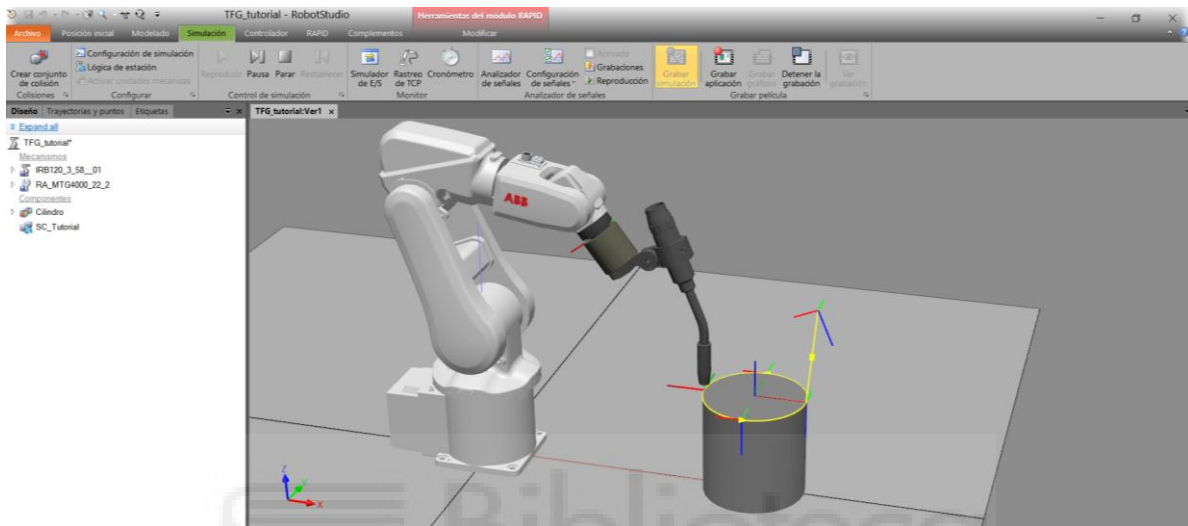 TFG_tutorial - RobotStudio
Herramientas del modulo RAPID
Archivo Posición inicial Modelado Simulación Controlador RAPID Complementos Modificar
Crear conjunto de colisión
Configuración de simulación
Lógica de estación
Activar unidades mecánicas
Reproducir Pausa Parar Restablecer
Simulador de E/S
Rastreo de TCP
Cronómetro
Analizador de señales
Configuración de señales
Activado
Grabaciones
Reproducción
Grabar simulación
Grabar aplicación
Grabar gráficos
Detener la grabación
Ver grabación
Colisiones Configurar Control de simulación Monitor Analizador de señales Grabar película
Diseño Trayectorias y puntos Etiquetas
TFG_tutorial:Ver1
Expand all
TFG_tutorial*
Mecanismos
IRB120_3_58__01
RA_MTG4000_22_2
Componentes
Cilindro
SC_Tutorial
ABB
Z
Y
X
Biblioteca